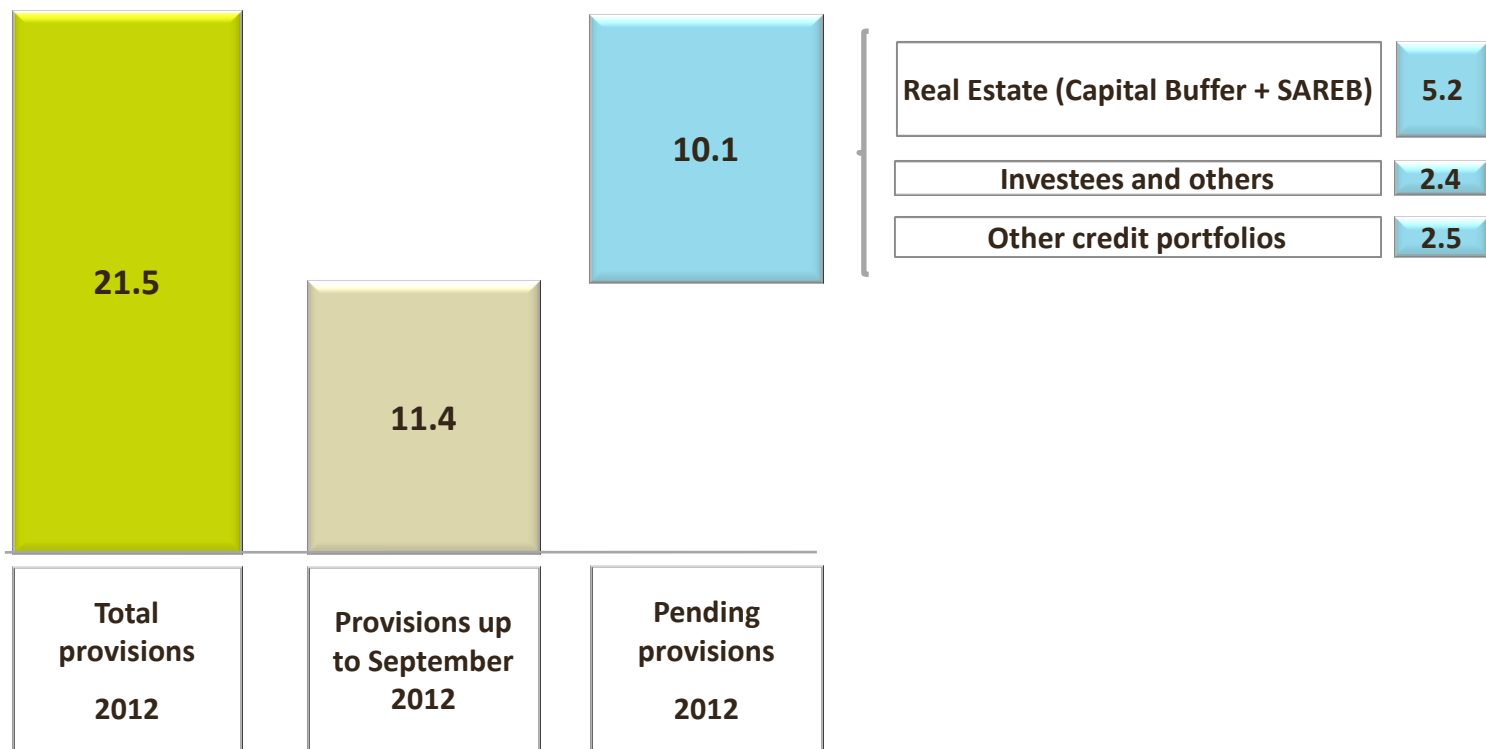 21.5
11.4
10.1
Real Estate (Capital Buffer + SAREB)
5.2
Investees and others
2.4
Other credit portfolios
2.5
Total
provisions
2012
Provisions up
to September
2012
Pending
provisions
2012